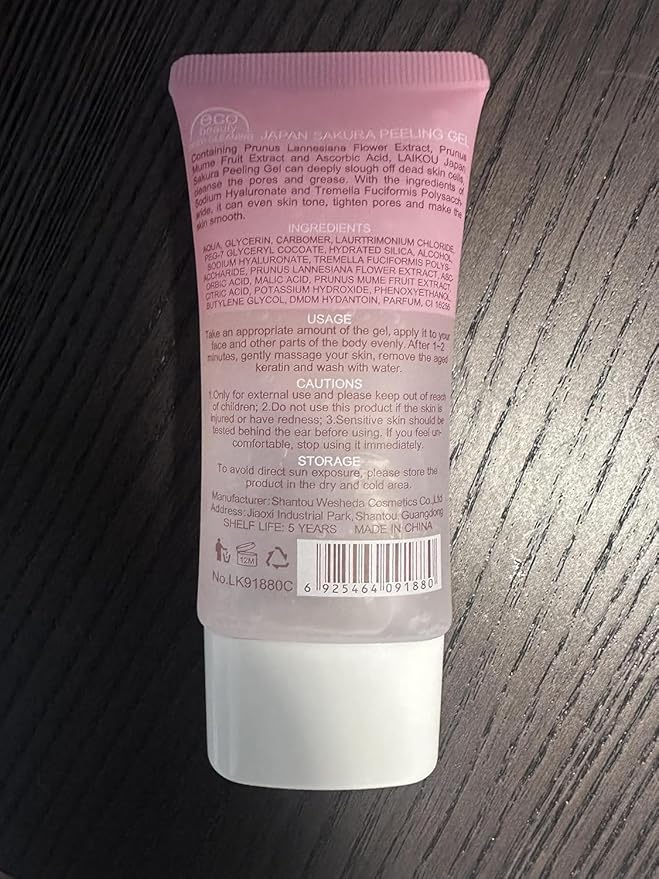 eco
beauty
DEEP CLEANING
JAPAN SAKURA PEELING GEL
Containing Prunus Lannesiana Flower Extract, Prunus
Mume Fruit Extract and Ascorbic Acid, LAIKOU Japan
Sakura Peeling Gel can deeply slough off dead skin cells,
cleanse the pores and grease. With the ingredients of
Sodium Hyaluronate and Tremella Fuciformis Polysacch-
aride, it can even skin tone, tighten pores and make the
skin smooth.
INGREDIENTS
AQUA, GLYCERIN, CARBOMER, LAURTRIMONIUM CHLORIDE,
PEG-7 GLYCERYL COCOATE, HYDRATED SILICA, ALCOHOL,
SODIUM HYALURONATE, TREMELLA FUCIFORMIS POLYS-
ACCHARIDE, PRUNUS LANNESIANA FLOWER EXTRACT, ASC-
ORBIC ACID, MALIC ACID, PRUNUS MUME FRUIT EXTRACT,
CITRIC ACID, POTASSIUM HYDROXIDE, PHENOXYETHANOL,
BUTYLENE GLYCOL, DMDM HYDANTOIN, PARFUM, CI 16255
USAGE
Take an appropriate amount of the gel, apply it to your
face and other parts of the body evenly. After 1~2
minutes, gently massage your skin, remove the aged
keratin and wash with water.
CAUTIONS
1.Only for external use and please keep out of reach
of children; 2.Do not use this product if the skin is
injured or have redness; 3.Sensitive skin should be
tested behind the ear before using. If you feel un-
comfortable, stop using it immediately.
STORAGE
To avoid direct sun exposure, please store the
product in the dry and cold area.
Manufacturer: Shantou Wesheda Cosmetics Co.,Ltd
Address: Jiaoxi Industrial Park, Shantou, Guangdong
SHELF LIFE: 5 YEARS MADE IN CHINA
12M
No.LK91880C
6 925464 091880